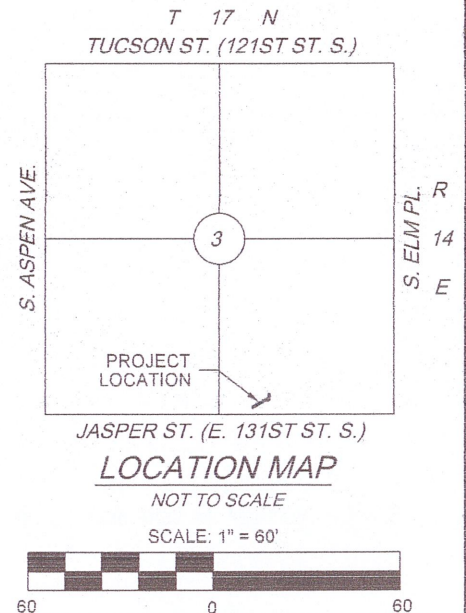 T 17 N
TUCSON ST. (121ST ST. S.)
S. ASPEN AVE.
S. ELM PL.
R
14
E
3
PROJECT
LOCATION
JASPER ST. (E. 131ST ST. S.)
LOCATION MAP
NOT TO SCALE
SCALE: 1" = 60'
60 0 60